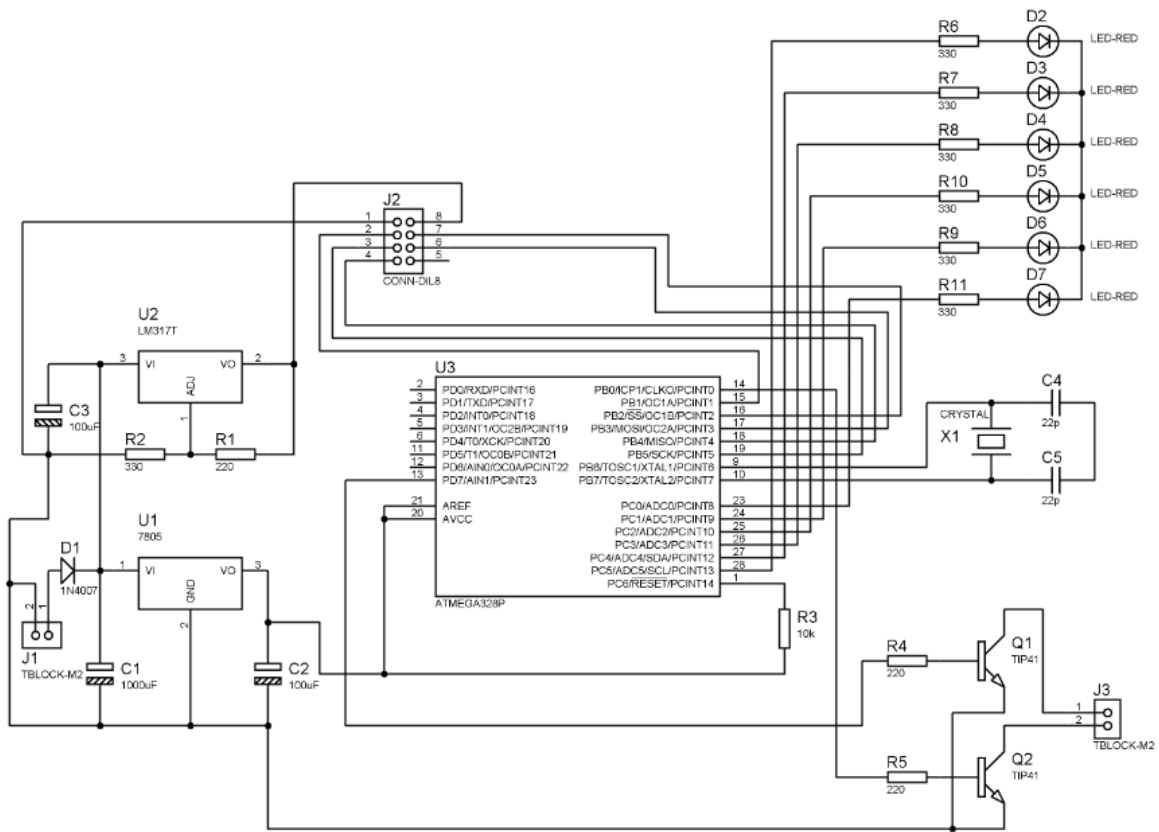 R6
330
D2
LED-RED
R7
330
D3
LED-RED
R8
330
D4
LED-RED
R10
330
D5
LED-RED
R9
330
D6
LED-RED
R11
330
D7
LED-RED
J2
1
2
3
4
8
7
6
5
CONN-DIL8
U2
LM317T
3
VI
VO
2
ADJ
1
C3
100uF
R2
330
R1
220
U1
7805
1
VI
VO
3
GND
2
D1
1N4007
2
1
J1
TBLOCK-M2
C1
1000uF
C2
100uF
U3
2
PD0/RXD/PCINT16
3
PD1/TXD/PCINT17
4
PD2/INT0/PCINT18
5
PD3/INT1/OC2B/PCINT19
6
PD4/T0/XCK/PCINT20
11
PD5/T1/OC0B/PCINT21
12
PD6/AIN0/OC0A/PCINT22
13
PD7/AIN1/PCINT23
21
AREF
20
AVCC
PB0/ICP1/CLKO/PCINT0
14
PB1/OC1A/PCINT1
15
PB2/SS/OC1B/PCINT2
16
PB3/MOSI/OC2A/PCINT3
17
PB4/MISO/PCINT4
18
PB5/SCK/PCINT5
19
PB6/TOSC1/XTAL1/PCINT6
9
PB7/TOSC2/XTAL2/PCINT7
10
PC0/ADC0/PCINT8
23
PC1/ADC1/PCINT9
24
PC2/ADC2/PCINT10
25
PC3/ADC3/PCINT11
26
PC4/ADC4/SDA/PCINT12
27
PC5/ADC5/SCL/PCINT13
28
PC6/RESET/PCINT14
1
ATMEGA328P
CRYSTAL
X1
C4
22p
C5
22p
R3
10k
R4
220
Q1
TIP41
R5
220
Q2
TIP41
J3
1
2
TBLOCK-M2